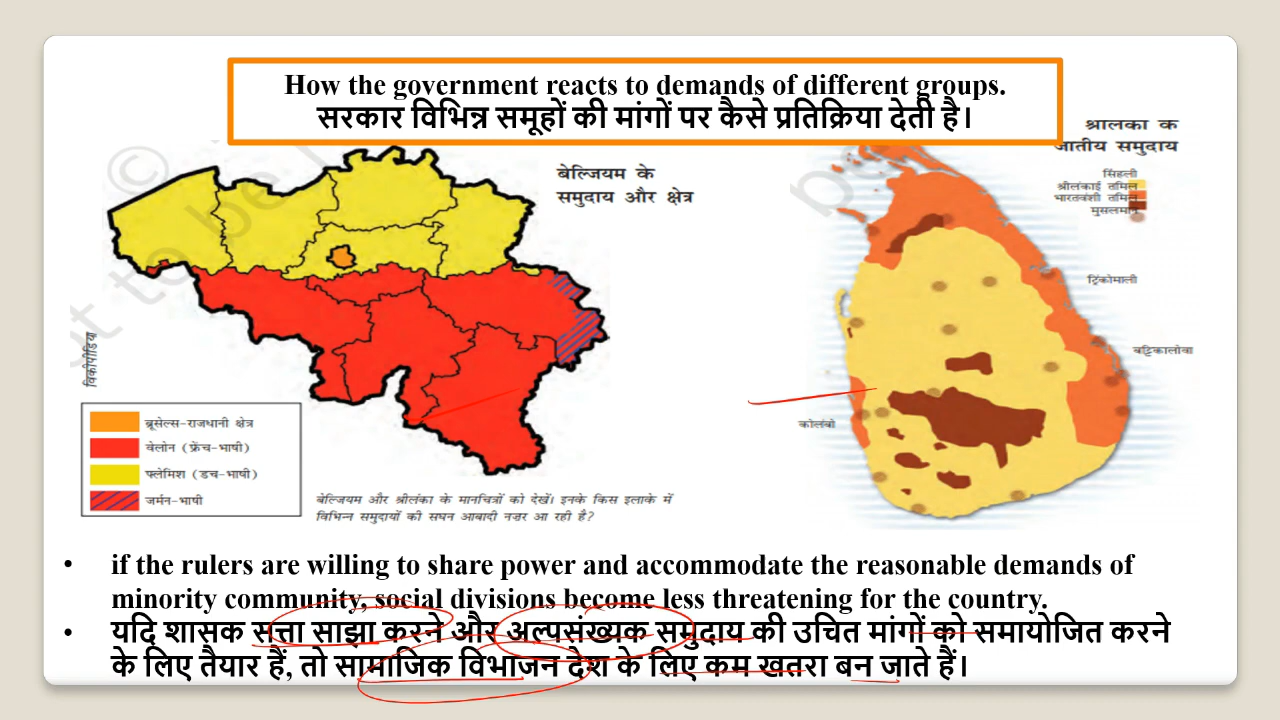 How the government reacts to demands of different groups.
सरकार विभिन्न समूहों की मांगों पर कैसे प्रतिक्रिया देती है।
बेल्जियम के
समुदाय और क्षेत्र
जातीय समुदाय
सिंहली
श्रीलंकाई तमिल
भारतवंशी तमिल
मुसलमान
ट्रिंकोमाली
बट्टिकालोवा
कोलंबो
विकीपीडिया
ब्रूसेल्स-राजधानी क्षेत्र
वेलोन (फ्रेंच-भाषी)
फ्लेमिश (डच-भाषी)
जर्मन-भाषी
बेल्जियम और श्रीलंका के मानचित्रों को देखें। इनके किस इलाके में
विभिन्न समुदायों की सघन आबादी नज़र आ रही है?
• if the rulers are willing to share power and accommodate the reasonable demands of
minority community, social divisions become less threatening for the country.
• यदि शासक सत्ता साझा करने और अल्पसंख्यक समुदाय की उचित मांगों को समायोजित करने
के लिए तैयार हैं, तो सामाजिक विभाजन देश के लिए कम खतरा बन जाते हैं।